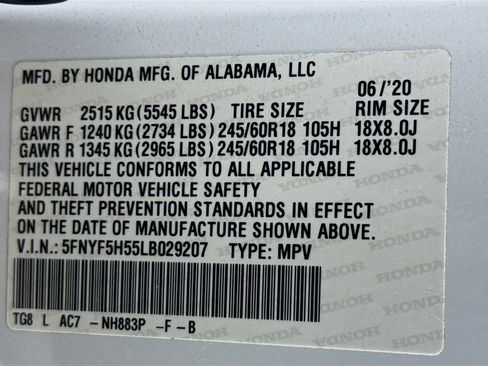 MFD. BY HONDA MFG. OF ALABAMA, LLC
06/'20
GVWR 2515 KG (5545 LBS) TIRE SIZE RIM SIZE
GAWR F 1240 KG (2734 LBS) 245/60R18 105H 18X8.0J
GAWR R 1345 KG (2965 LBS) 245/60R18 105H 18X8.0J
THIS VEHICLE CONFORMS TO ALL APPLICABLE
FEDERAL MOTOR VEHICLE SAFETY
AND THEFT PREVENTION STANDARDS IN EFFECT
ON THE DATE OF MANUFACTURE SHOWN ABOVE.
V.I.N.: 5FNYF5H55LB029207 TYPE: MPV
TG8 L AC7 -NH883P -F -B